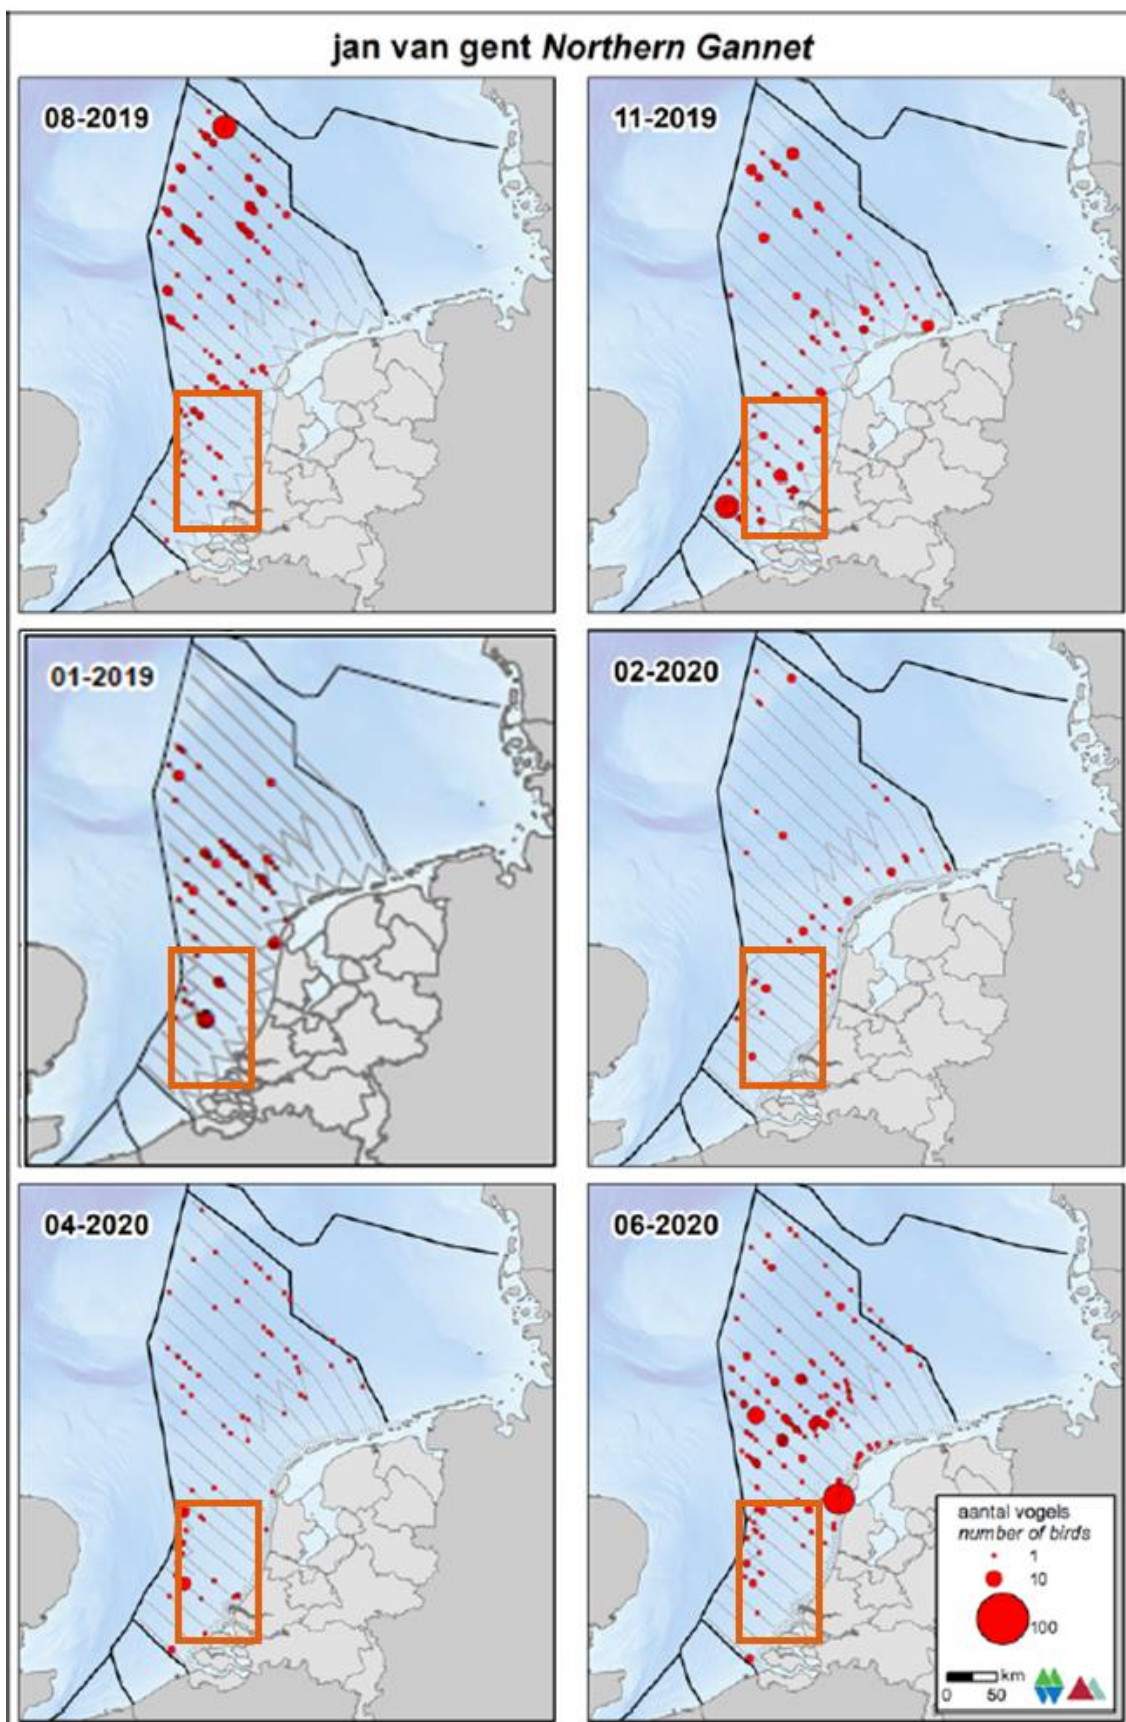 jan van gent Northern Gannet
08-2019
11-2019
01-2019
02-2020
04-2020
06-2020
aantal vogels
number of birds
1
10
100
km
0 50